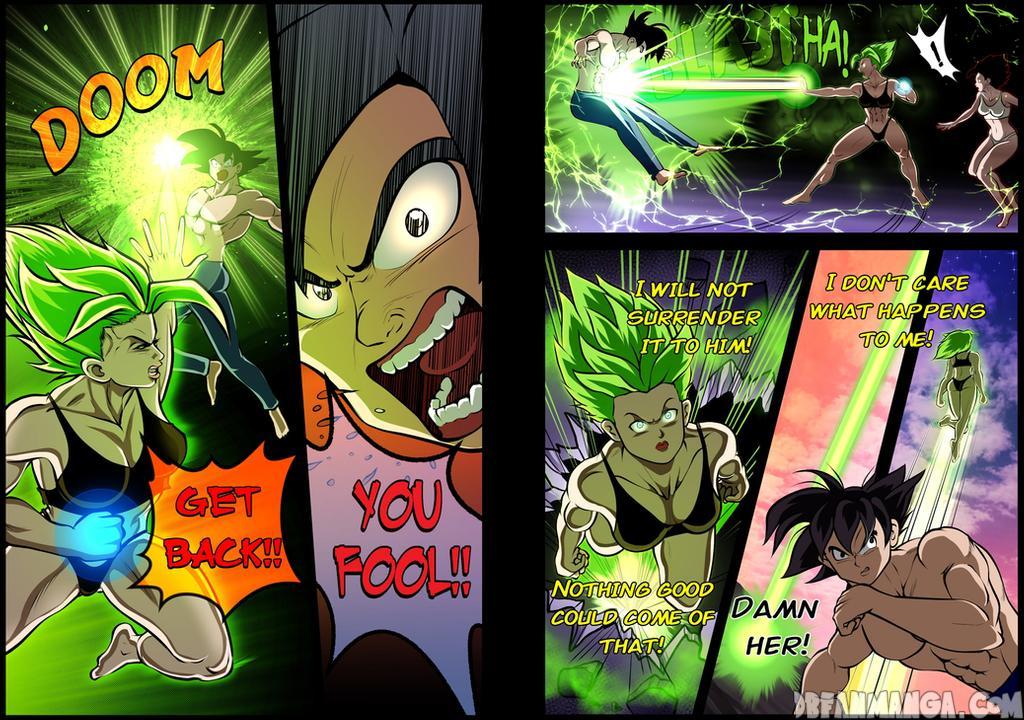 DOOM
GET
BACK!!
YOU
FOOL!!
HA!
!
I WILL NOT
SURRENDER
IT TO HIM!
NOTHING GOOD
COULD COME OF
THAT!
I DON'T CARE
WHAT HAPPENS
TO ME!
DAMN
HER!
DBFANMANGA.COM